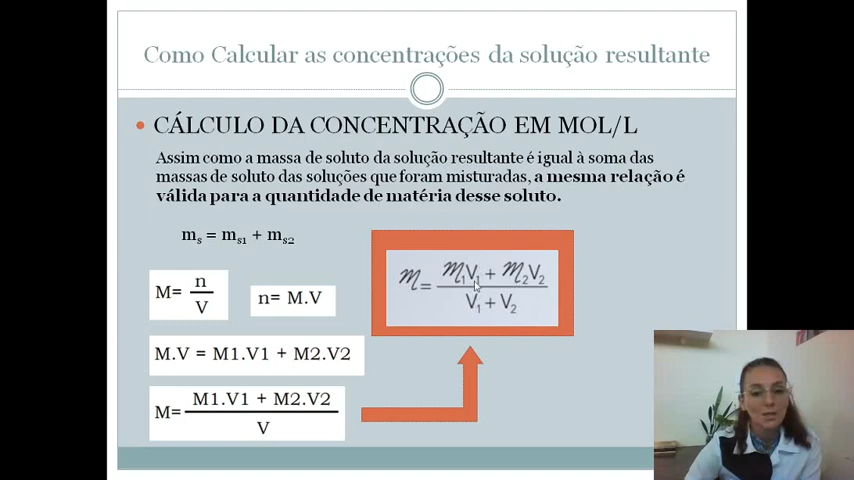 Como Calcular as concentrações da solução resultante
CÁLCULO DA CONCENTRAÇÃO EM MOL/L
Assim como a massa de soluto da solução resultante é igual à soma das
massas de soluto das soluções que foram misturadas, a mesma relação é
válida para a quantidade de matéria desse soluto.
mₛ = mₛ₁ + mₛ₂
M= n/V
n= M.V
M.V = M1.V1 + M2.V2
M= M1.V1 + M2.V2
V
ℳ= ℳ₁V₁ + ℳ₂V₂
V₁ + V₂